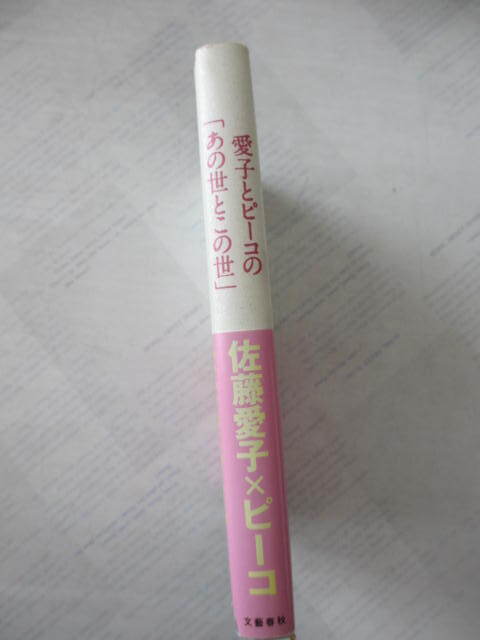 愛子とピーコの
「あの世とこの世」
佐藤愛子×ピーコ
文藝春秋